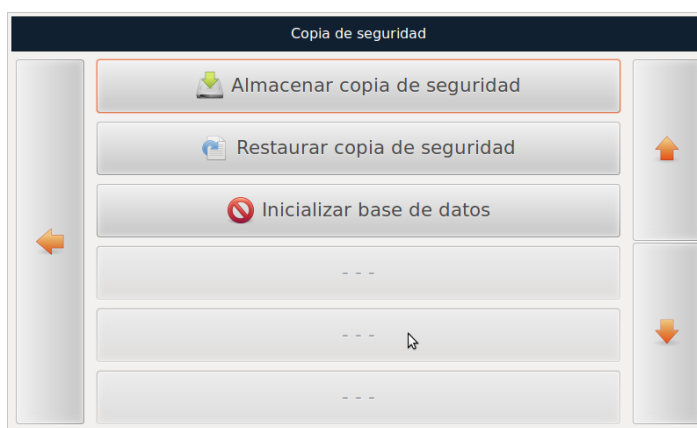 Copia de seguridad
Almacenar copia de seguridad
Restaurar copia de seguridad
Inicializar base de datos
- - -
- - -
- - -